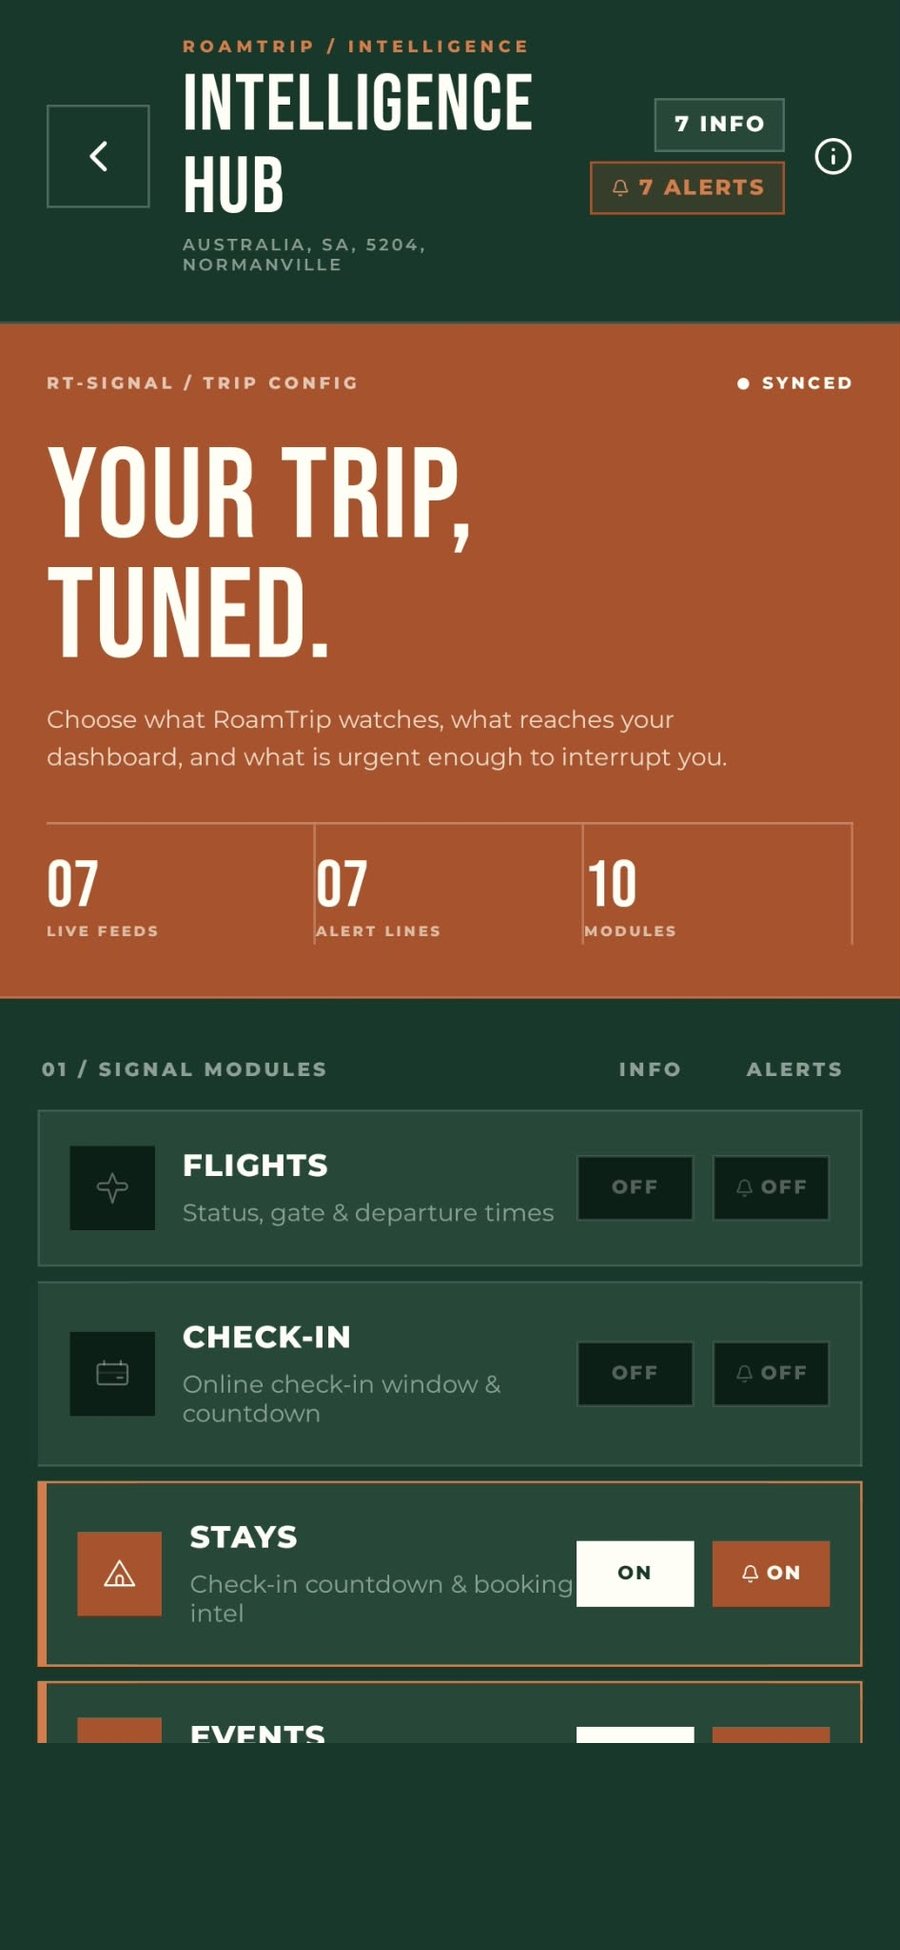 ROAMTRIP / INTELLIGENCE
INTELLIGENCE
HUB
AUSTRALIA, SA, 5204,
NORMANVILLE
7 INFO
7 ALERTS
RT-SIGNAL / TRIP CONFIG
SYNCED
YOUR TRIP,
TUNED.
Choose what RoamTrip watches, what reaches your
dashboard, and what is urgent enough to interrupt you.
07
LIVE FEEDS
07
ALERT LINES
10
MODULES
01 / SIGNAL MODULES
INFO
ALERTS
FLIGHTS
Status, gate & departure times
OFF
OFF
CHECK-IN
Online check-in window &
countdown
OFF
OFF
STAYS
Check-in countdown & booking
intel
ON
ON
EVENTS